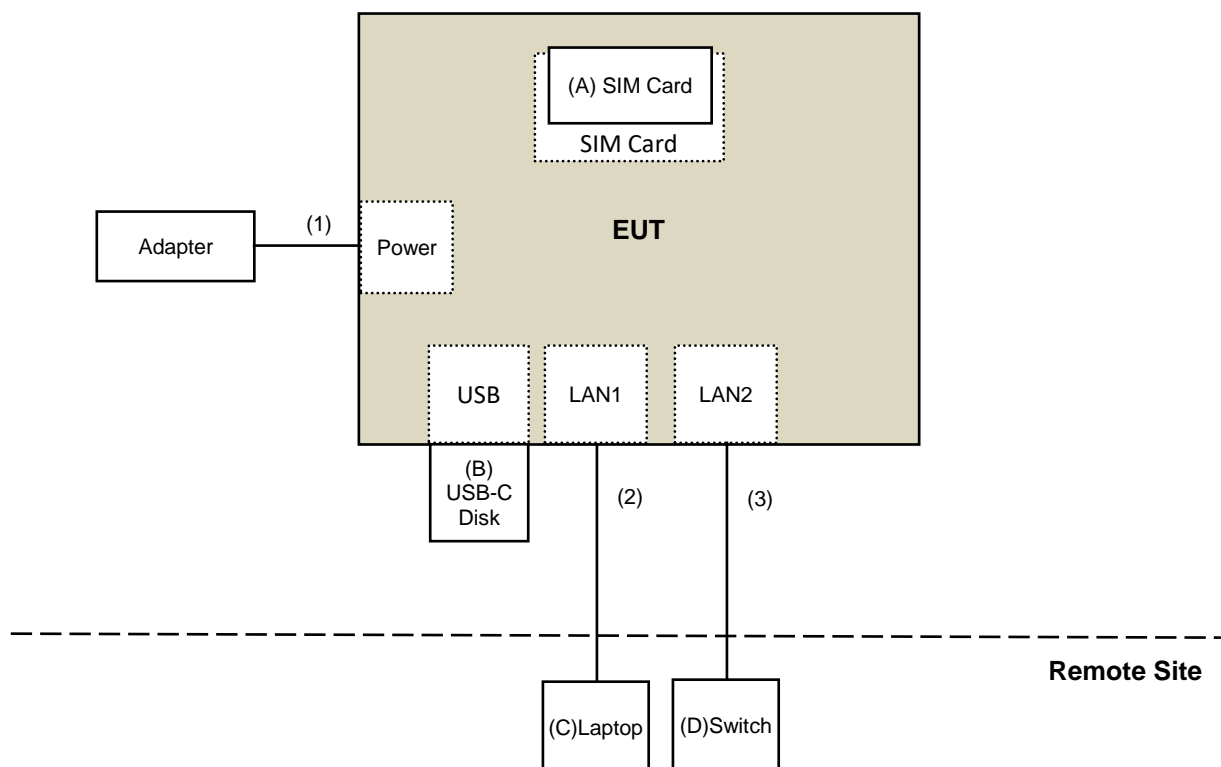 (A) SIM Card
SIM Card
EUT
(1)
Adapter
Power
USB
LAN1
LAN2
(B)
USB-C
Disk
(2)
(3)
Remote Site
(C)Laptop
(D)Switch